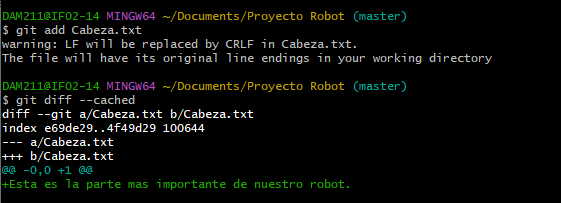 DAM211@IF02-14 MINGW64 ~/Documents/Proyecto Robot (master)
$ git add Cabeza.txt
warning: LF will be replaced by CRLF in Cabeza.txt.
The file will have its original line endings in your working directory
DAM211@IF02-14 MINGW64 ~/Documents/Proyecto Robot (master)
$ git diff --cached
diff --git a/Cabeza.txt b/Cabeza.txt
index e69de29..4f49d29 100644
--- a/Cabeza.txt
+++ b/Cabeza.txt
@@ -0,0 +1 @@
+Esta es la parte mas importante de nuestro robot.